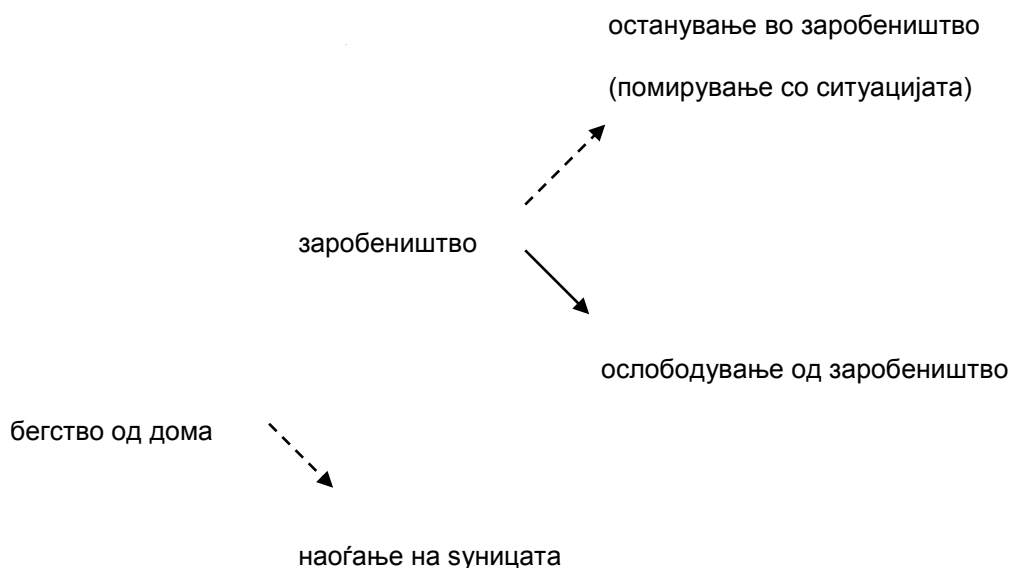 останување во заробеништво
(помирување со ситуацијата)
заробеништво
ослободување од заробеништво
бегство од дома
наоѓање на ѕуницата